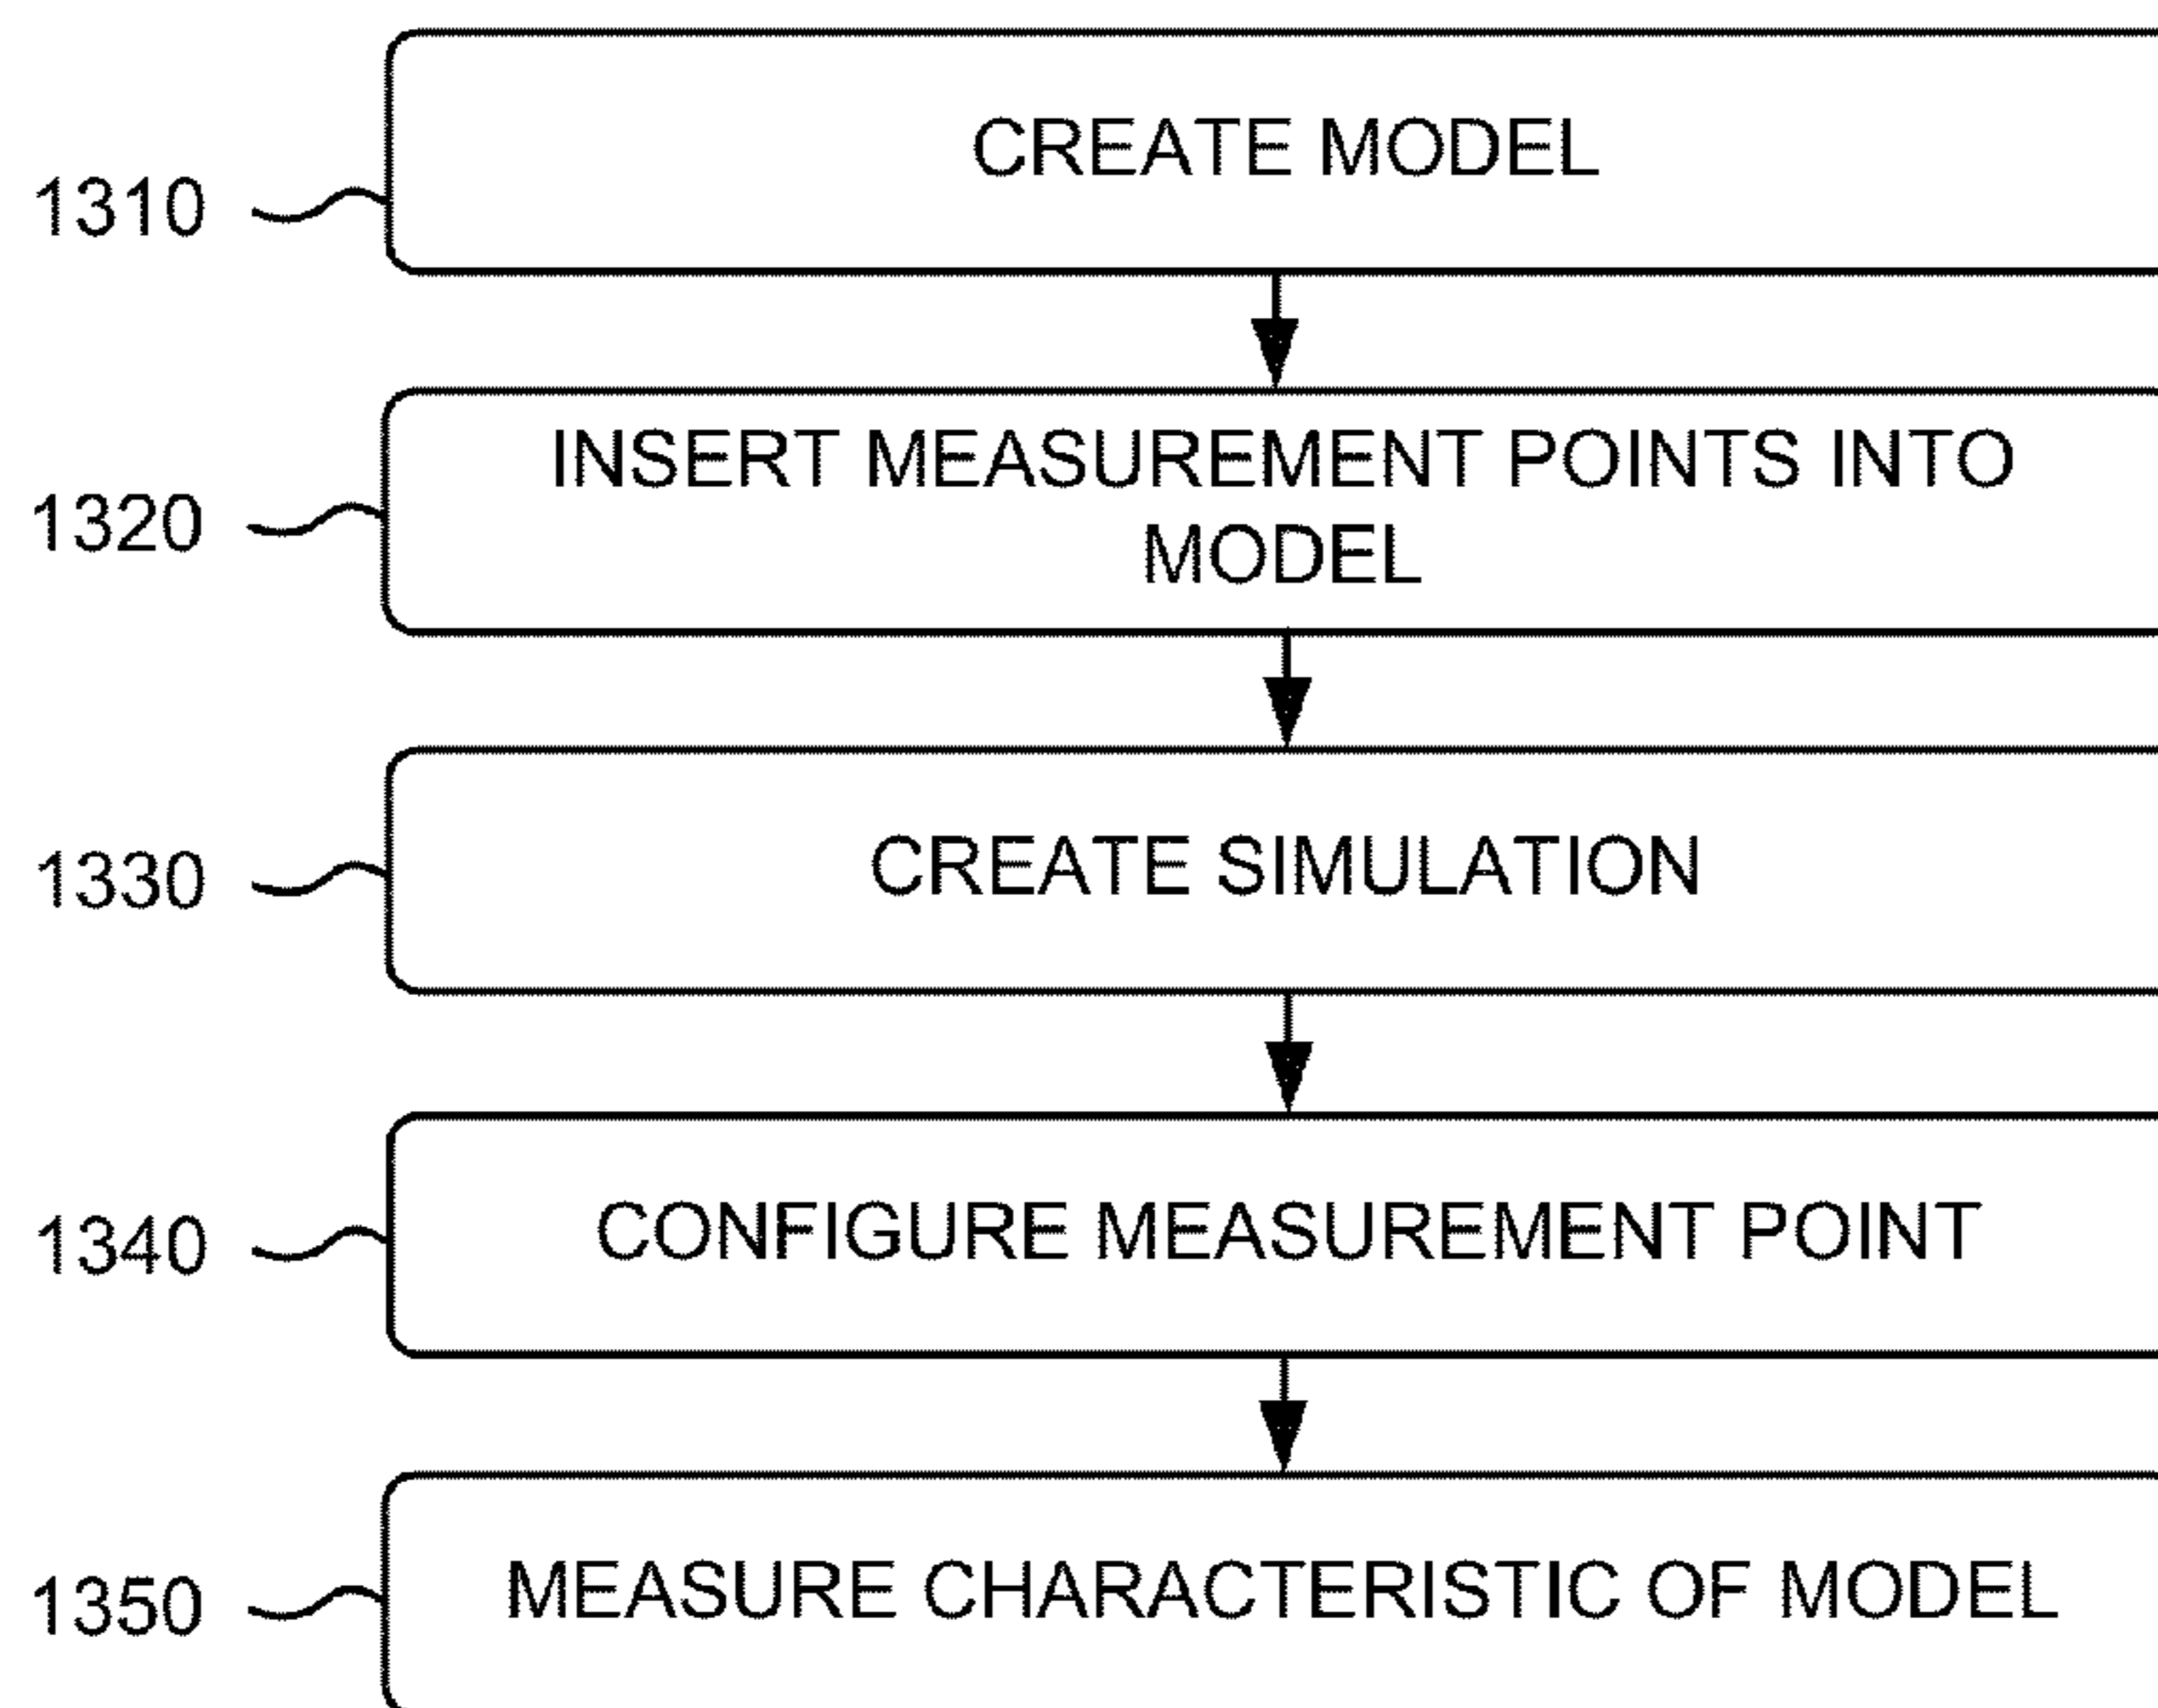 CREATE MODEL
1310
INSERT MEASUREMENT POINTS INTO
MODEL
1320
CREATE SIMULATION
1330
CONFIGURE MEASUREMENT POINT
1340
MEASURE CHARACTERISTIC OF MODEL
1350